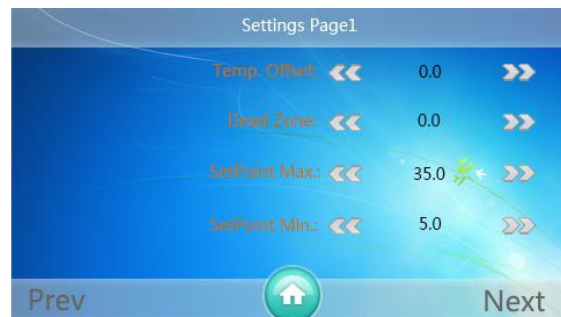 Settings Page1
Temp. Offset: 0.0
Dead Zone: 0.0
SetPoint Max.: 35.0
SetPoint Min.: 5.0
Prev Next